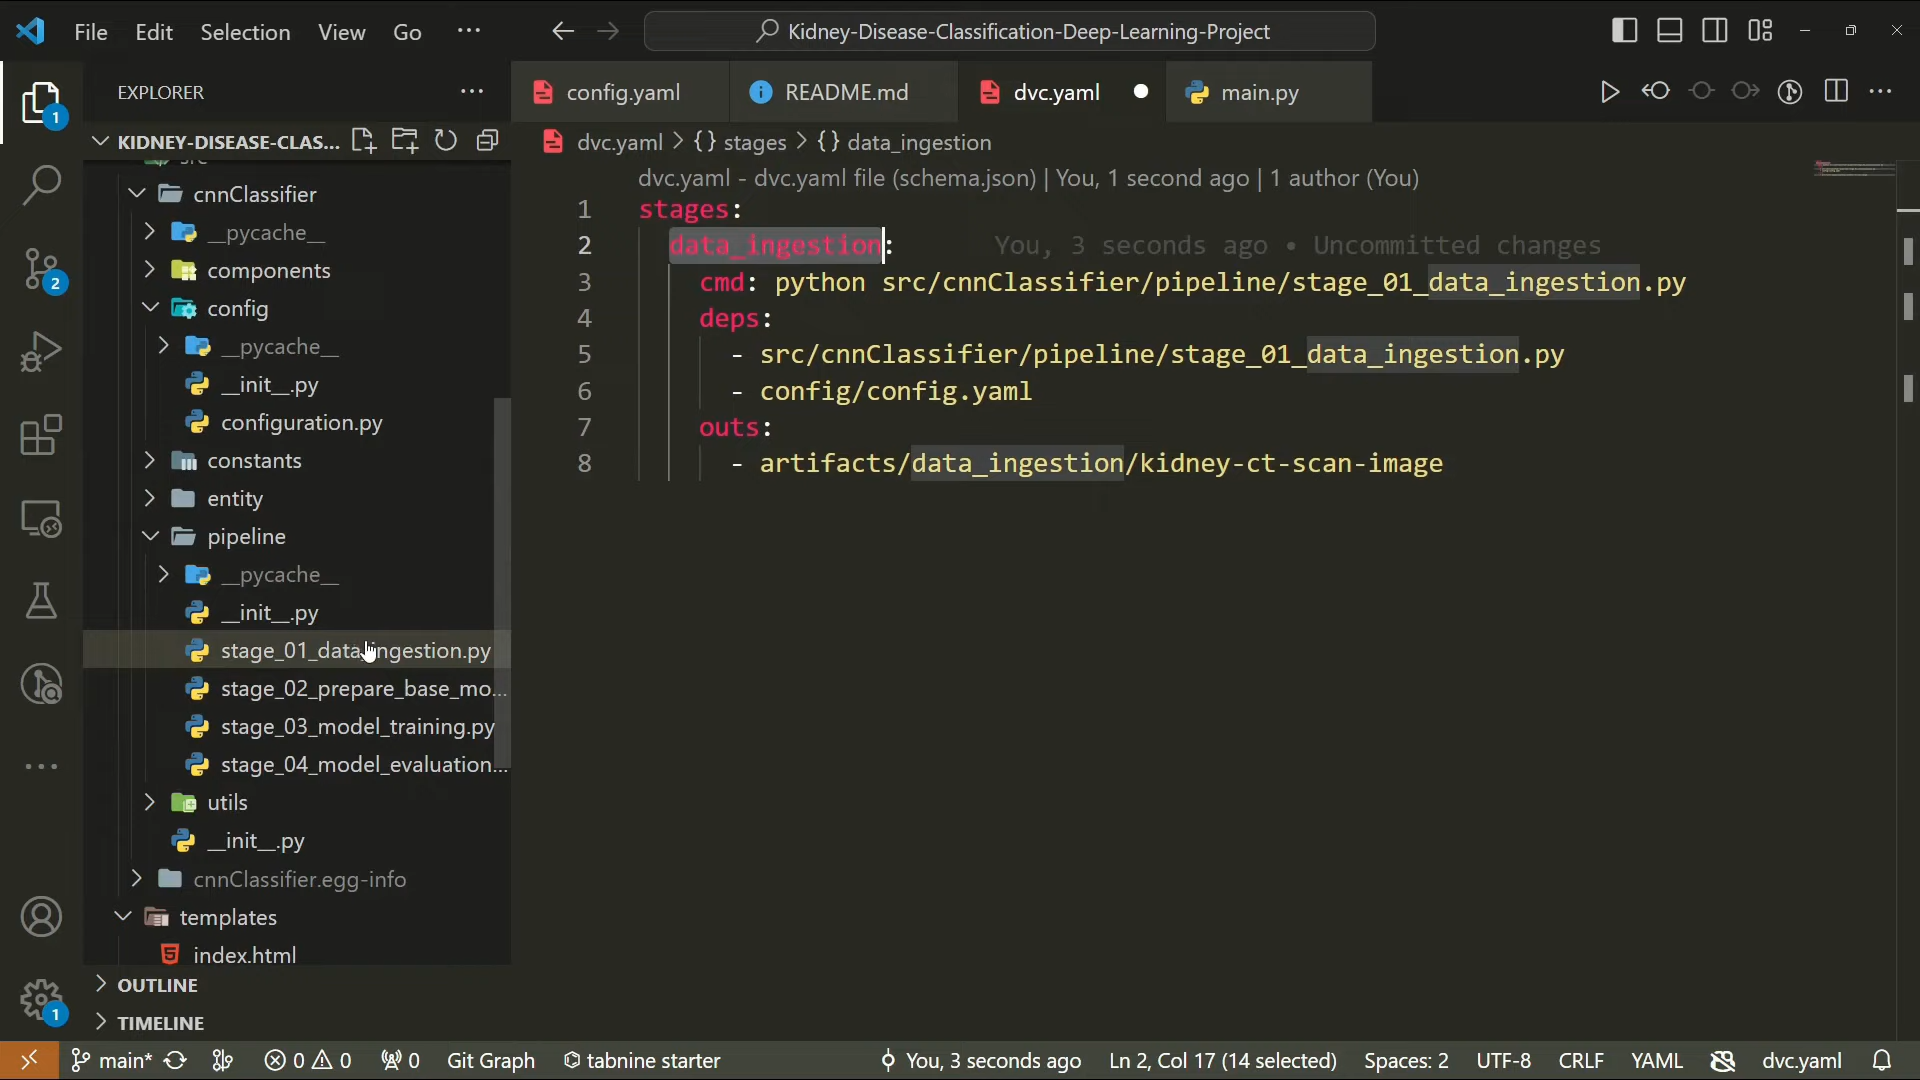 File Edit Selection View Go ... Kidney-Disease-Classification-Deep-Learning-Project
EXPLORER ...
config.yaml README.md dvc.yaml main.py
KIDNEY-DISEASE-CLAS...
dvc.yaml > {} stages > {} data_ingestion
dvc.yaml - dvc.yaml file (schema.json) | You, 1 second ago | 1 author (You)
1 stages:
2 data_ingestion: You, 3 seconds ago • Uncommitted changes
3 cmd: python src/cnnClassifier/pipeline/stage_01_data_ingestion.py
4 deps:
5 - src/cnnClassifier/pipeline/stage_01_data_ingestion.py
6 - config/config.yaml
7 outs:
8 - artifacts/data_ingestion/kidney-ct-scan-image
src
cnnClassifier
__pycache__
components
config
__pycache__
__init__.py
configuration.py
constants
entity
pipeline
__pycache__
__init__.py
stage_01_data_ingestion.py
stage_02_prepare_base_mo...
stage_03_model_training.py
stage_04_model_evaluation...
utils
__init__.py
cnnClassifier.egg-info
templates
index.html
OUTLINE
TIMELINE
1
2
1
main* 0 0 0 Git Graph tabnine starter You, 3 seconds ago Ln 2, Col 17 (14 selected) Spaces: 2 UTF-8 CRLF YAML dvc.yaml